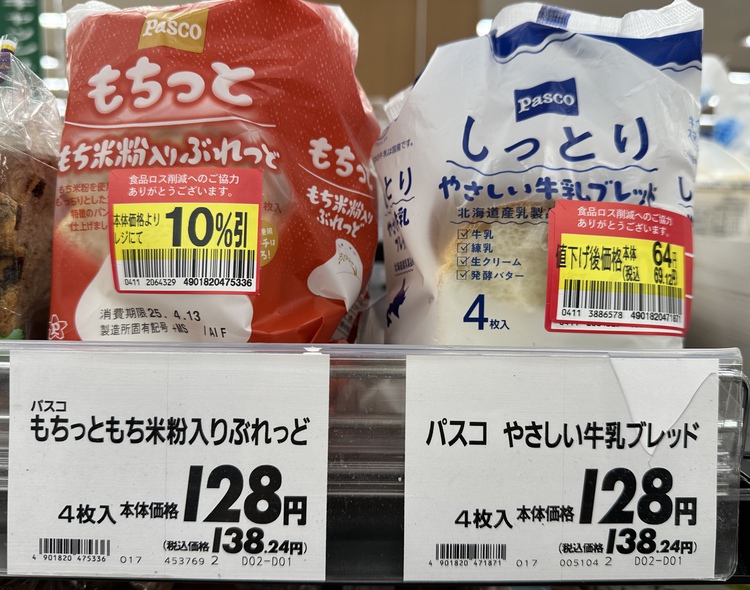 Pasco
もちっと
もち米粉入りぶれっど
もち米粉を使
食品ロス削減へのご協力
ありがとうございます。
本体価格より
レジにて
10%引
0411 2064329 4901820475336
消費期限25. 4.13
製造所固有記号+MS /AIF
もちっ
もち米粉入り
ぶれっど
Pasco
しっとり
やさしい牛乳ブレッド
北海道産乳製
牛乳
練乳
生クリーム
発酵バター
4枚入
とり
牛乳ブ
食品ロス削減へのご協力
ありがとうございます。
値下げ後価格 本体 64円
(税込 69.12円)
0411 3886578 4901820471871
パスコ
もちっともち米粉入りぶれっど
4枚入 本体価格 128円
(税込価格 138.24円)
4 901820 475336 017 453769 2 D02-D01
パスコ やさしい牛乳ブレッド
4枚入 本体価格 128円
(税込価格 138.24円)
4 901820 471871 017 005104 2 D02-D01